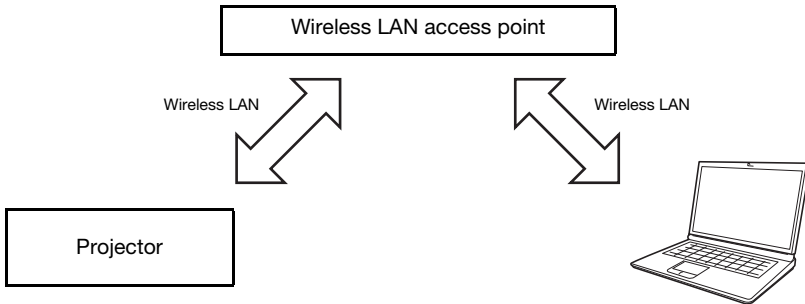 Wireless LAN access point
Wireless LAN
Wireless LAN
Projector